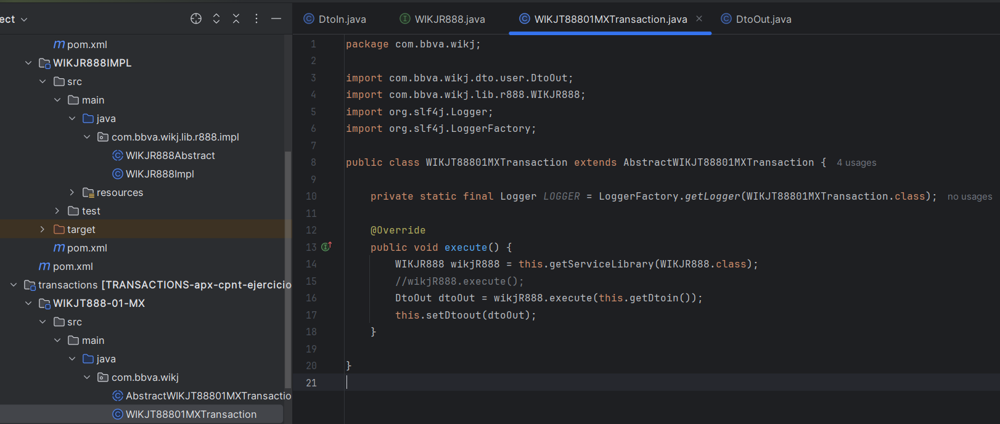 ect
pom.xml
WIKJR888IMPL
src
main
java
com.bbva.wikj.lib.r888.impl
WIKJR888Abstract
WIKJR888Impl
resources
test
target
pom.xml
pom.xml
transactions [TRANSACTIONS-apx-cpnt-ejercicio
WIKJT888-01-MX
src
main
java
com.bbva.wikj
AbstractWIKJT88801MXTransactio
WIKJT88801MXTransaction
DtoIn.java WIKJR888.java WIKJT88801MXTransaction.java DtoOut.java
1 package com.bbva.wikj;
2
3 import com.bbva.wikj.dto.user.DtoOut;
4 import com.bbva.wikj.lib.r888.WIKJR888;
5 import org.slf4j.Logger;
6 import org.slf4j.LoggerFactory;
7
8 public class WIKJT88801MXTransaction extends AbstractWIKJT88801MXTransaction { 4 usages
9
10 private static final Logger LOGGER = LoggerFactory.getLogger(WIKJT88801MXTransaction.class); no usages
11
12 @Override
13 public void execute() {
14 WIKJR888 wikjR888 = this.getServiceLibrary(WIKJR888.class);
15 //wikjR888.execute();
16 DtoOut dtoOut = wikjR888.execute(this.getDtoin());
17 this.setDtoout(dtoOut);
18 }
19
20 }
21